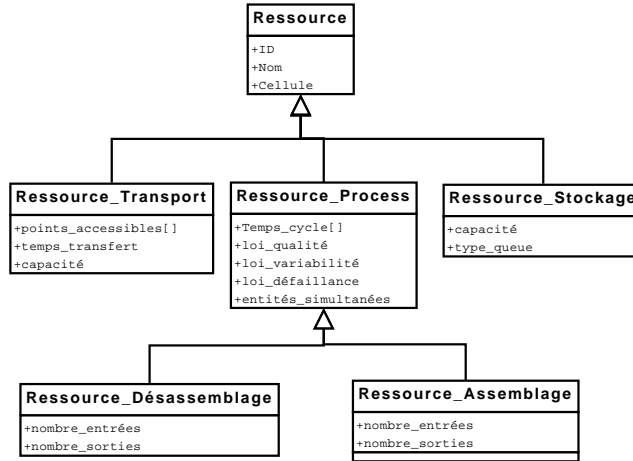 Ressource
+ID
+Nom
+Cellule
Ressource_Transport
+points_accessibles[]
+temps_transfert
+capacité
Ressource_Process
+Temps_cycle[]
+loi_qualité
+loi_variabilité
+loi_défaillance
+entités_simultanées
Ressource_Stockage
+capacité
+type_queue
Ressource_Désassemblage
+nombre_entrées
+nombre_sorties
Ressource_Assemblage
+nombre_entrées
+nombre_sorties